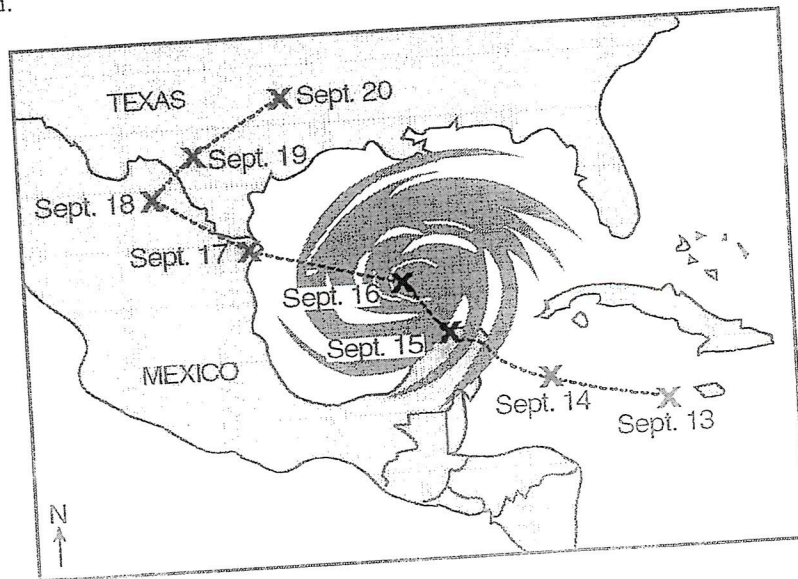 TEXAS
Sept. 20
Sept. 19
Sept. 18
Sept. 17
Sept. 16
Sept. 15
MEXICO
Sept. 14
Sept. 13
N